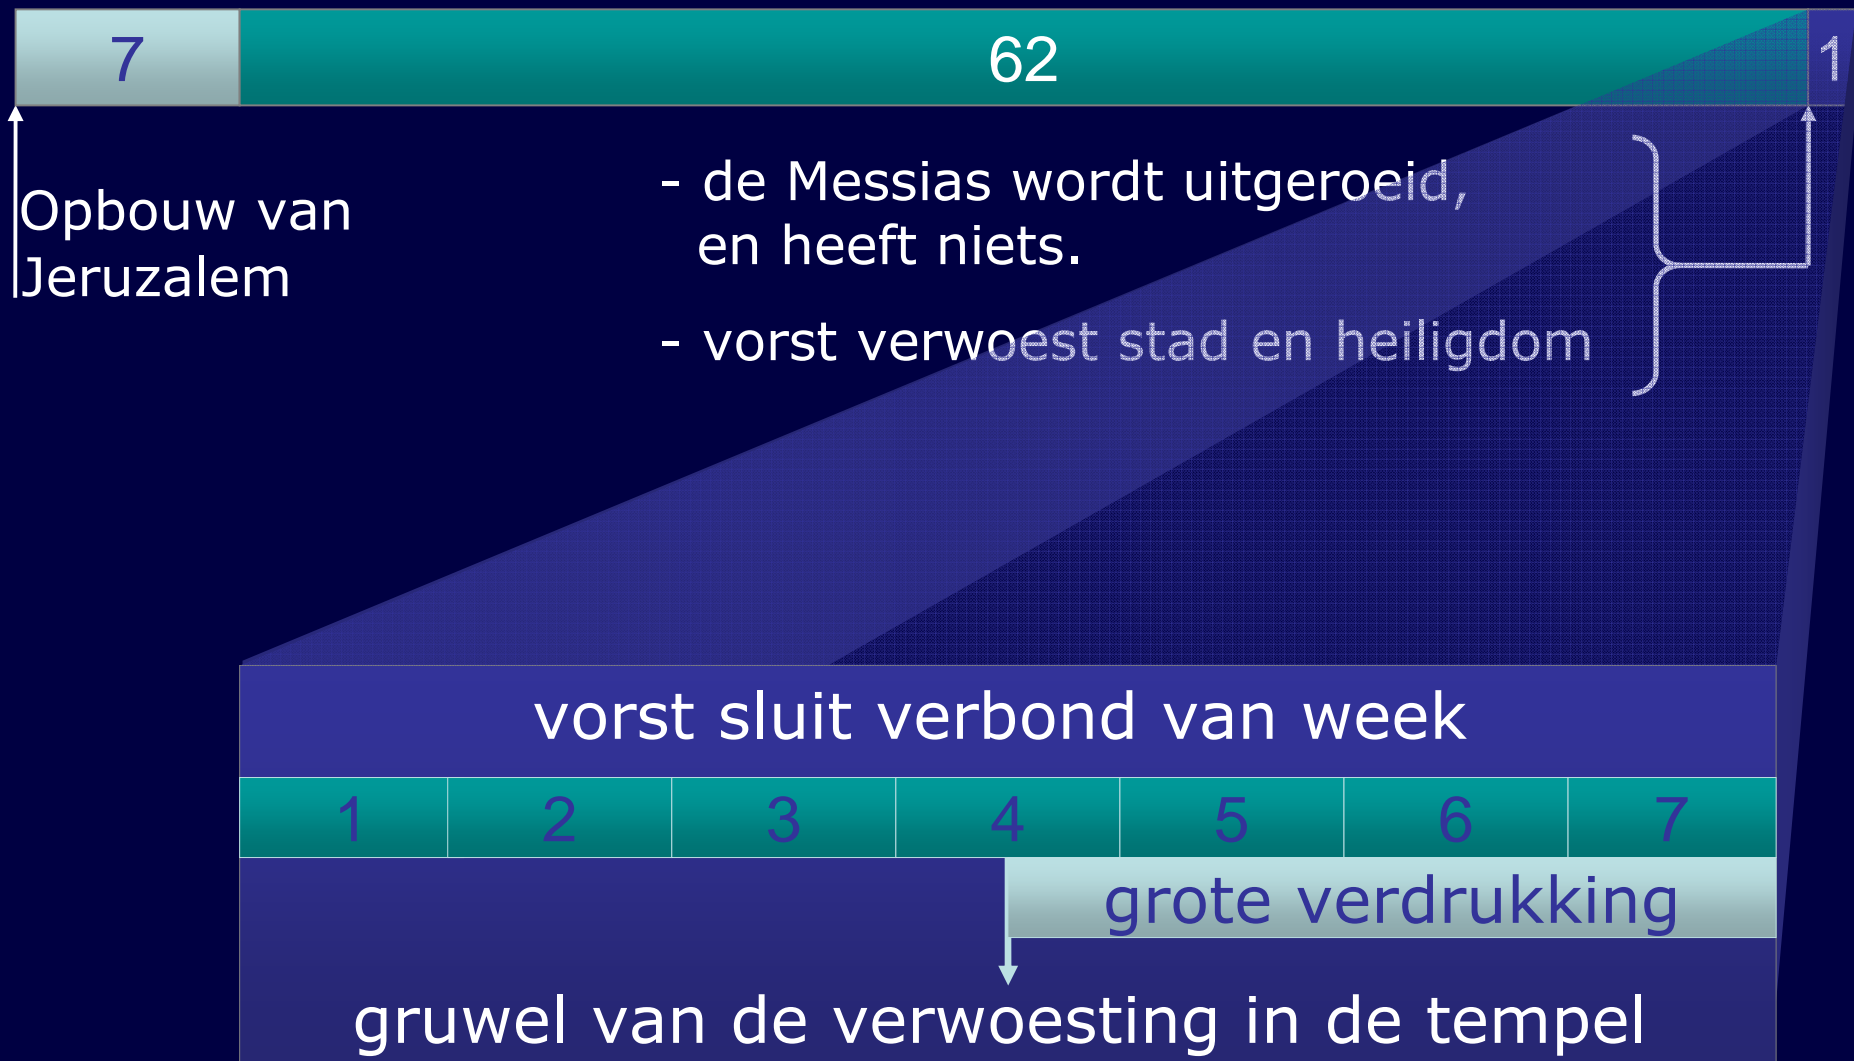 7 62 1
Opbouw van
Jeruzalem
- de Messias wordt uitgeroeid,
en heeft niets.
- vorst verwoest stad en heiligdom
vorst sluit verbond van week
1 2 3 4 5 6 7
grote verdrukking
gruwel van de verwoesting in de tempel